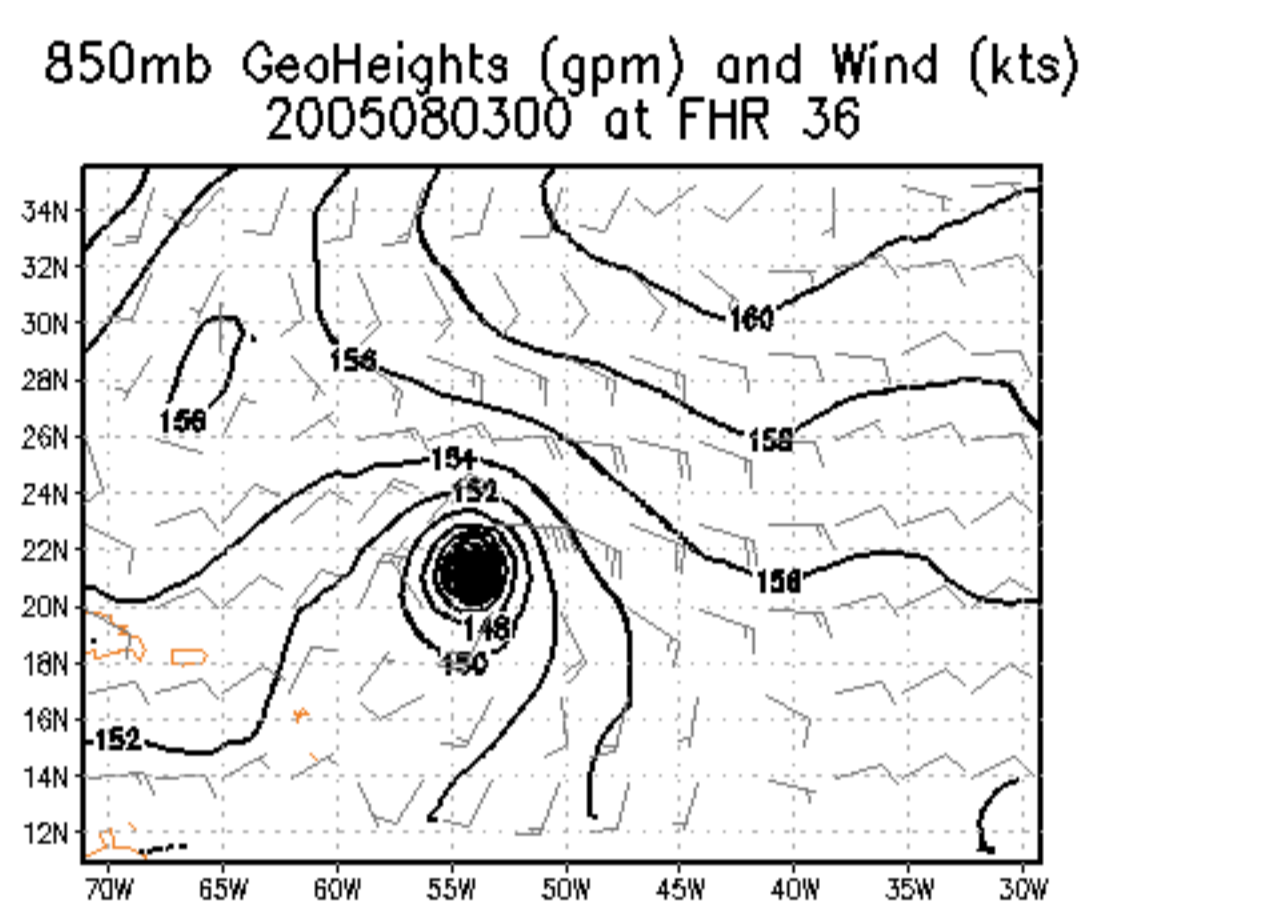 850mb GeoHeights (gpm) and Wind (kts)
2005080300 at FHR 36
34N
32N
160
30N
156
28N
156
158
26N
154
24N
152
22N
156
20N
148
150
18N
16N
152
14N
12N
70W 65W 60W 55W 50W 45W 40W 35W 30W